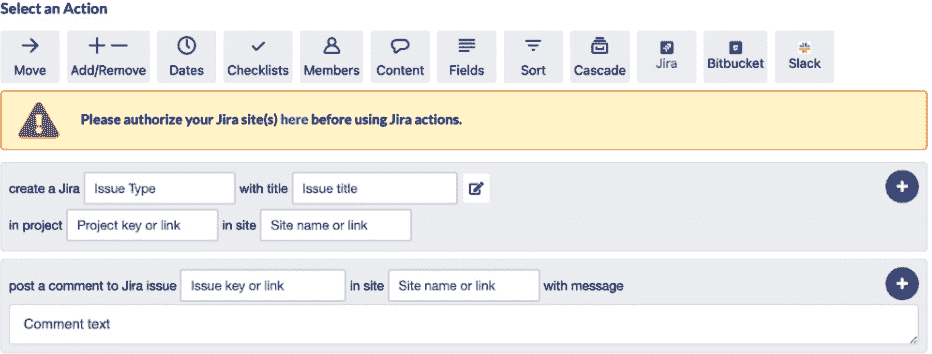 Select an Action
Move Add/Remove Dates Checklists Members Content Fields Sort Cascade Jira Bitbucket Slack
Please authorize your Jira site(s) here before using Jira actions.
create a Jira Issue Type with title Issue title
in project Project key or link in site Site name or link
post a comment to Jira issue Issue key or link in site Site name or link with message
Comment text